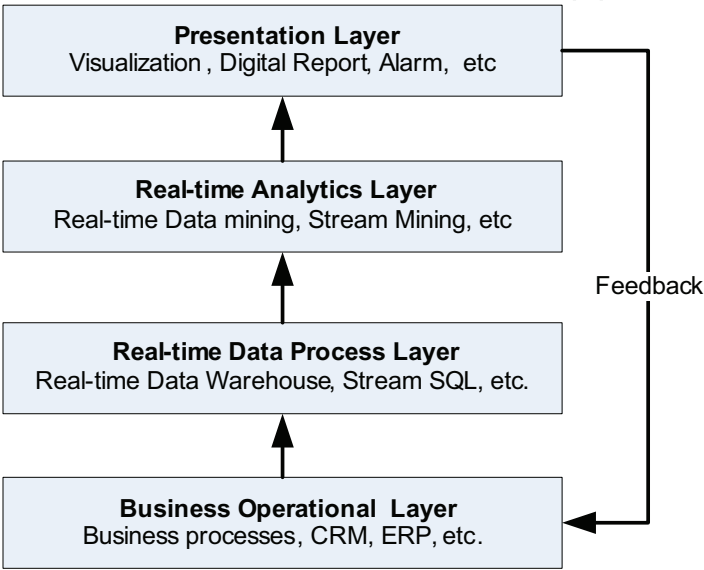 Presentation Layer
Visualization , Digital Report, Alarm, etc
Real-time Analytics Layer
Real-time Data mining, Stream Mining, etc
Feedback
Real-time Data Process Layer
Real-time Data Warehouse, Stream SQL, etc.
Business Operational Layer
Business processes, CRM, ERP, etc.